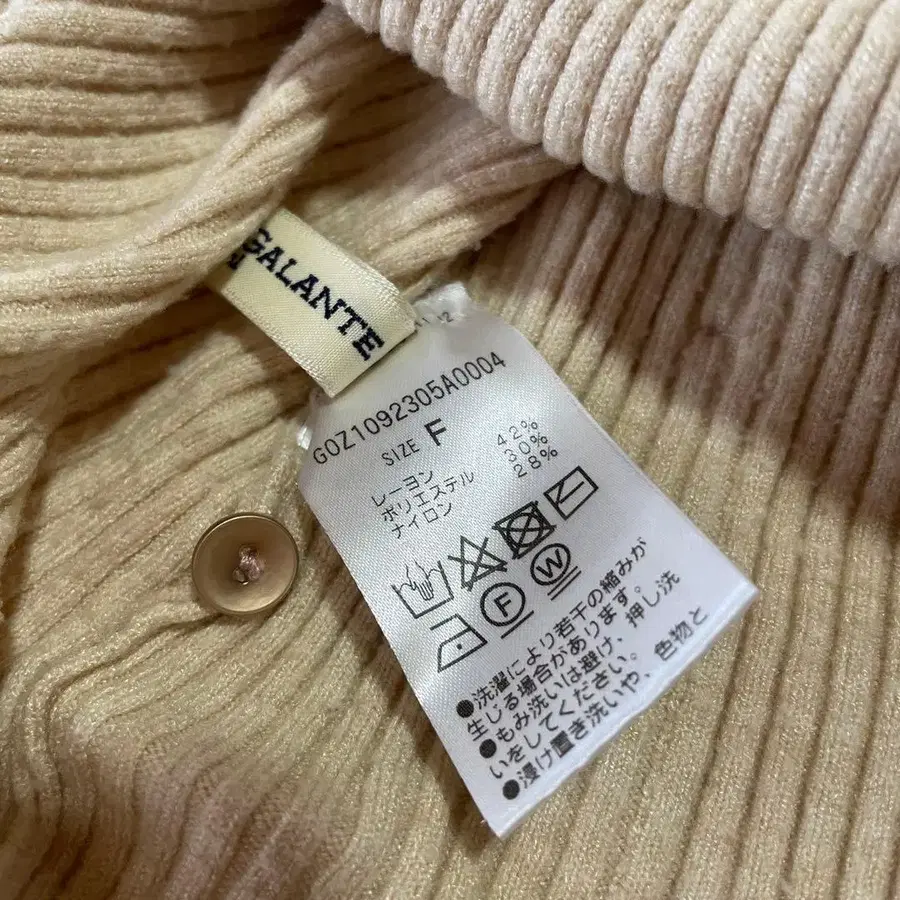 GALANTE
G0Z1092305A0004
SIZE F
レーヨン 42%
ポリエステル 30%
ナイロン 28%
F W
●洗濯により若干の縮みが
生じる場合があります。
●もみ洗いは避け、押し洗
いをしてください。
●浸け置き洗いや、色物と